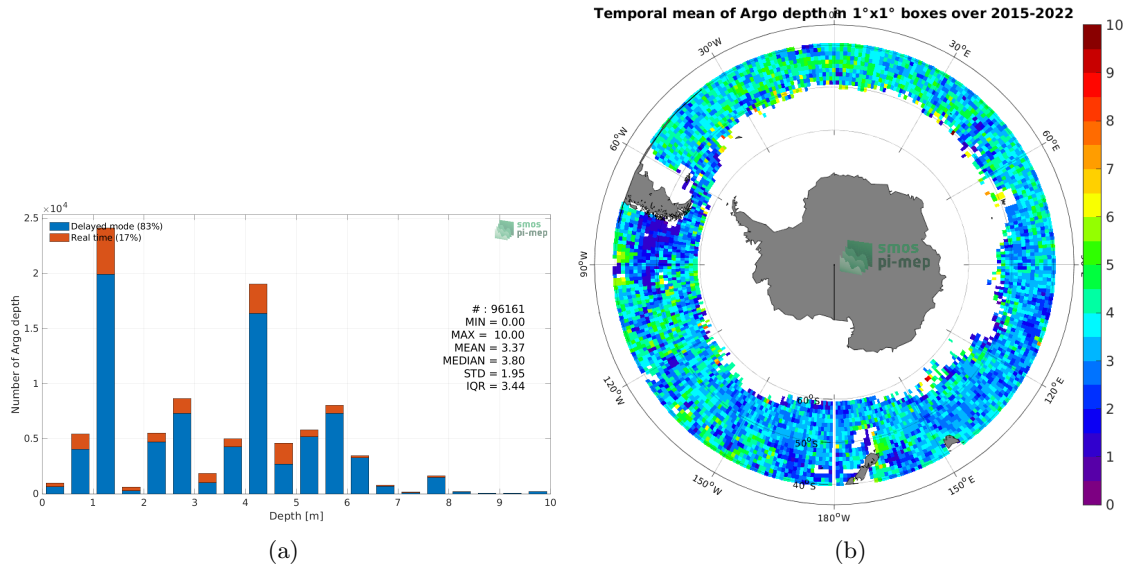 ×10⁴
2.5
2
1.5
1
0.5
0
Number of Argo depth
Delayed mode (83%)
Real time (17%)
smos
pi-mep
# : 96161
MIN = 0.00
MAX = 10.00
MEAN = 3.37
MEDIAN = 3.80
STD = 1.95
IQR = 3.44
0 1 2 3 4 5 6 7 8 9 10
Depth [m]
(a)
Temporal mean of Argo depth in 1°x1° boxes over 2015-2022
30°W
30°E
60°W
60°E
90°W
120°W
120°E
150°W
150°E
180°W
60°S
50°S
40°S
smos
pi-mep
10
9
8
7
6
5
4
3
2
1
0
(b)